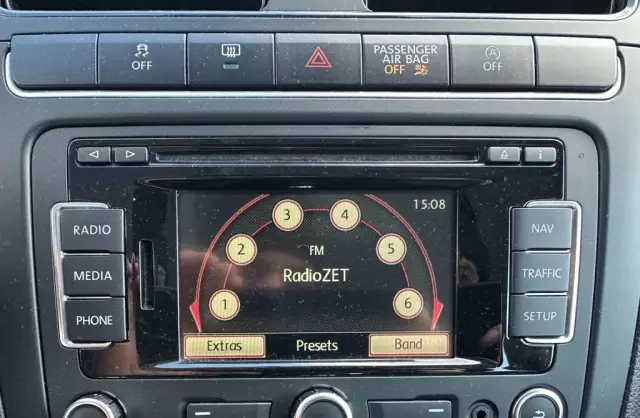 OFF
PASSENGER
AIR BAG
OFF
A
OFF
i
RADIO
MEDIA
PHONE
3
4
15:08
2
FM
5
RadioZET
1
6
Extras
Presets
Band
NAV
TRAFFIC
SETUP